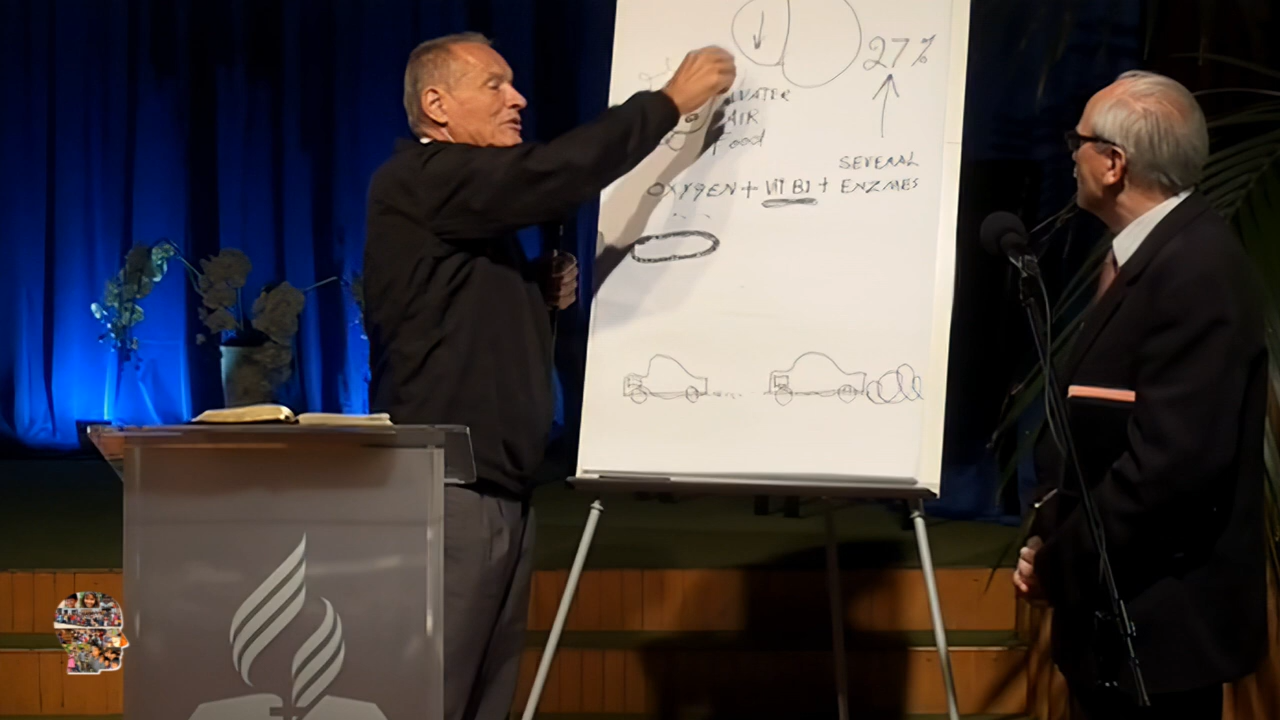 27%
WATER
AIR
Food
SEVERAL
OXYGEN + VIT B1 + ENZMES